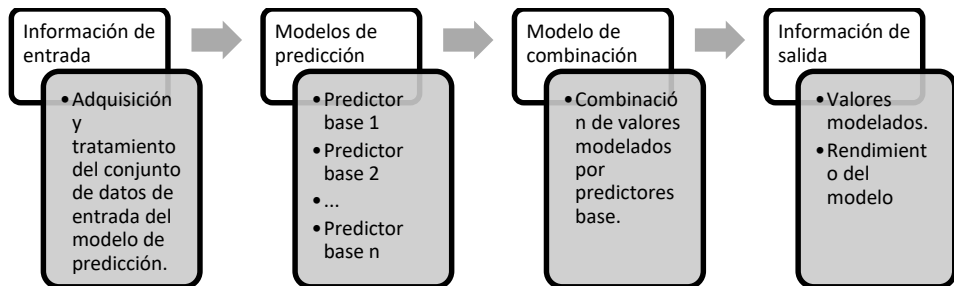 Información de
entrada
•Adquisición
y
tratamiento
del conjunto
de datos de
entrada del
modelo de
predicción.
Modelos de
predicción
•Predictor
base 1
•Predictor
base 2
•...
•Predictor
base n
Modelo de
combinación
•Combinació
n de valores
modelados
por
predictores
base.
Información de
salida
•Valores
modelados.
•Rendimient
o del
modelo